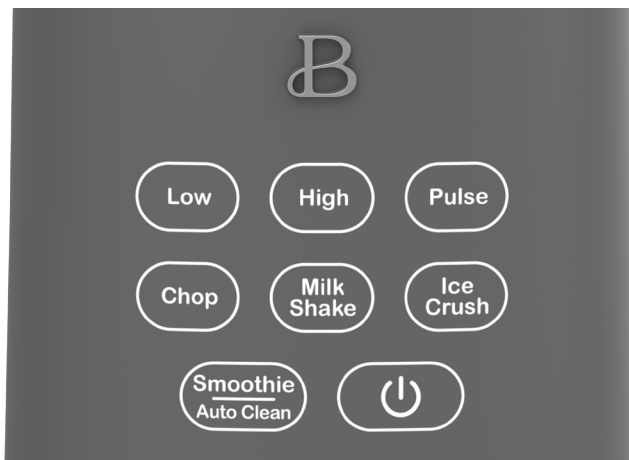 B
Low
High
Pulse
Chop
Milk
Shake
Ice
Crush
Smoothie
Auto Clean